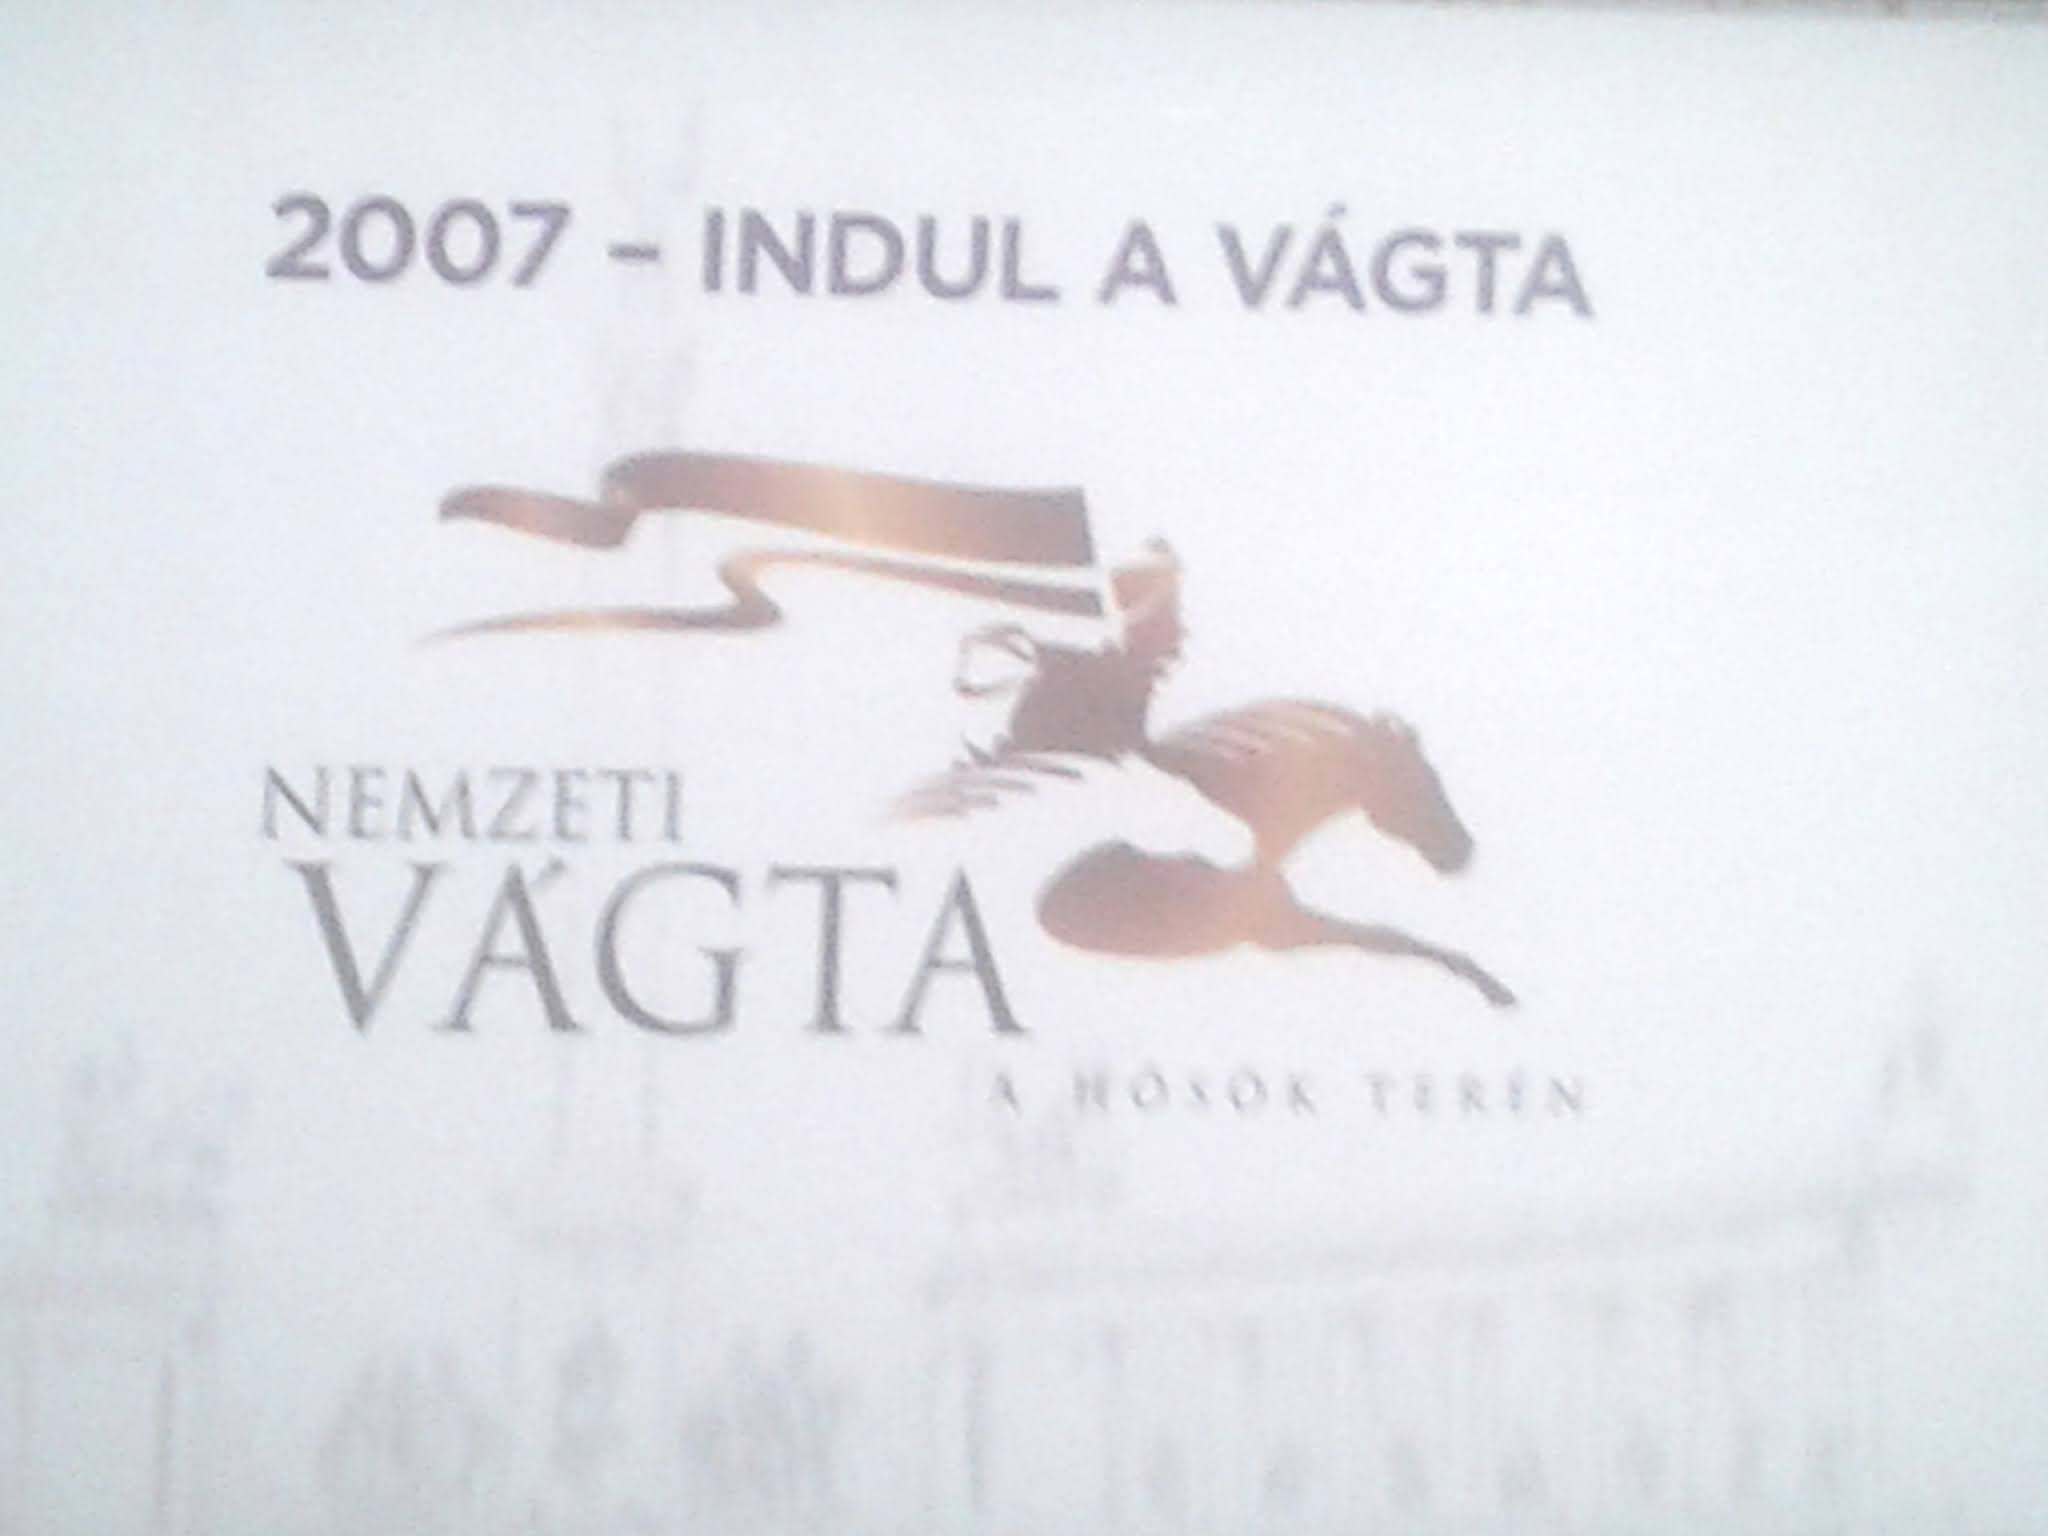 2007 - INDUL A VÁGTA
NEMZETI
VÁGTA
A HŐSÖK TERÉN